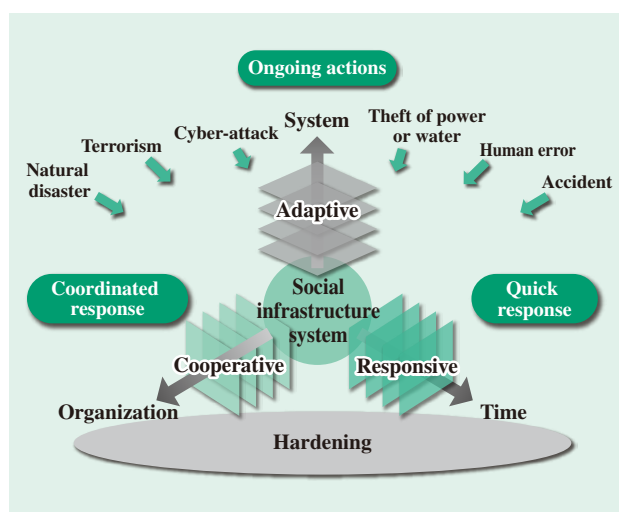 Ongoing actions
System
Theft of power
or water
Cyber-attack
Terrorism
Human error
Natural
disaster
Accident
Adaptive
Coordinated
response
Social
infrastructure
system
Quick
response
Cooperative
Responsive
Organization
Time
Hardening